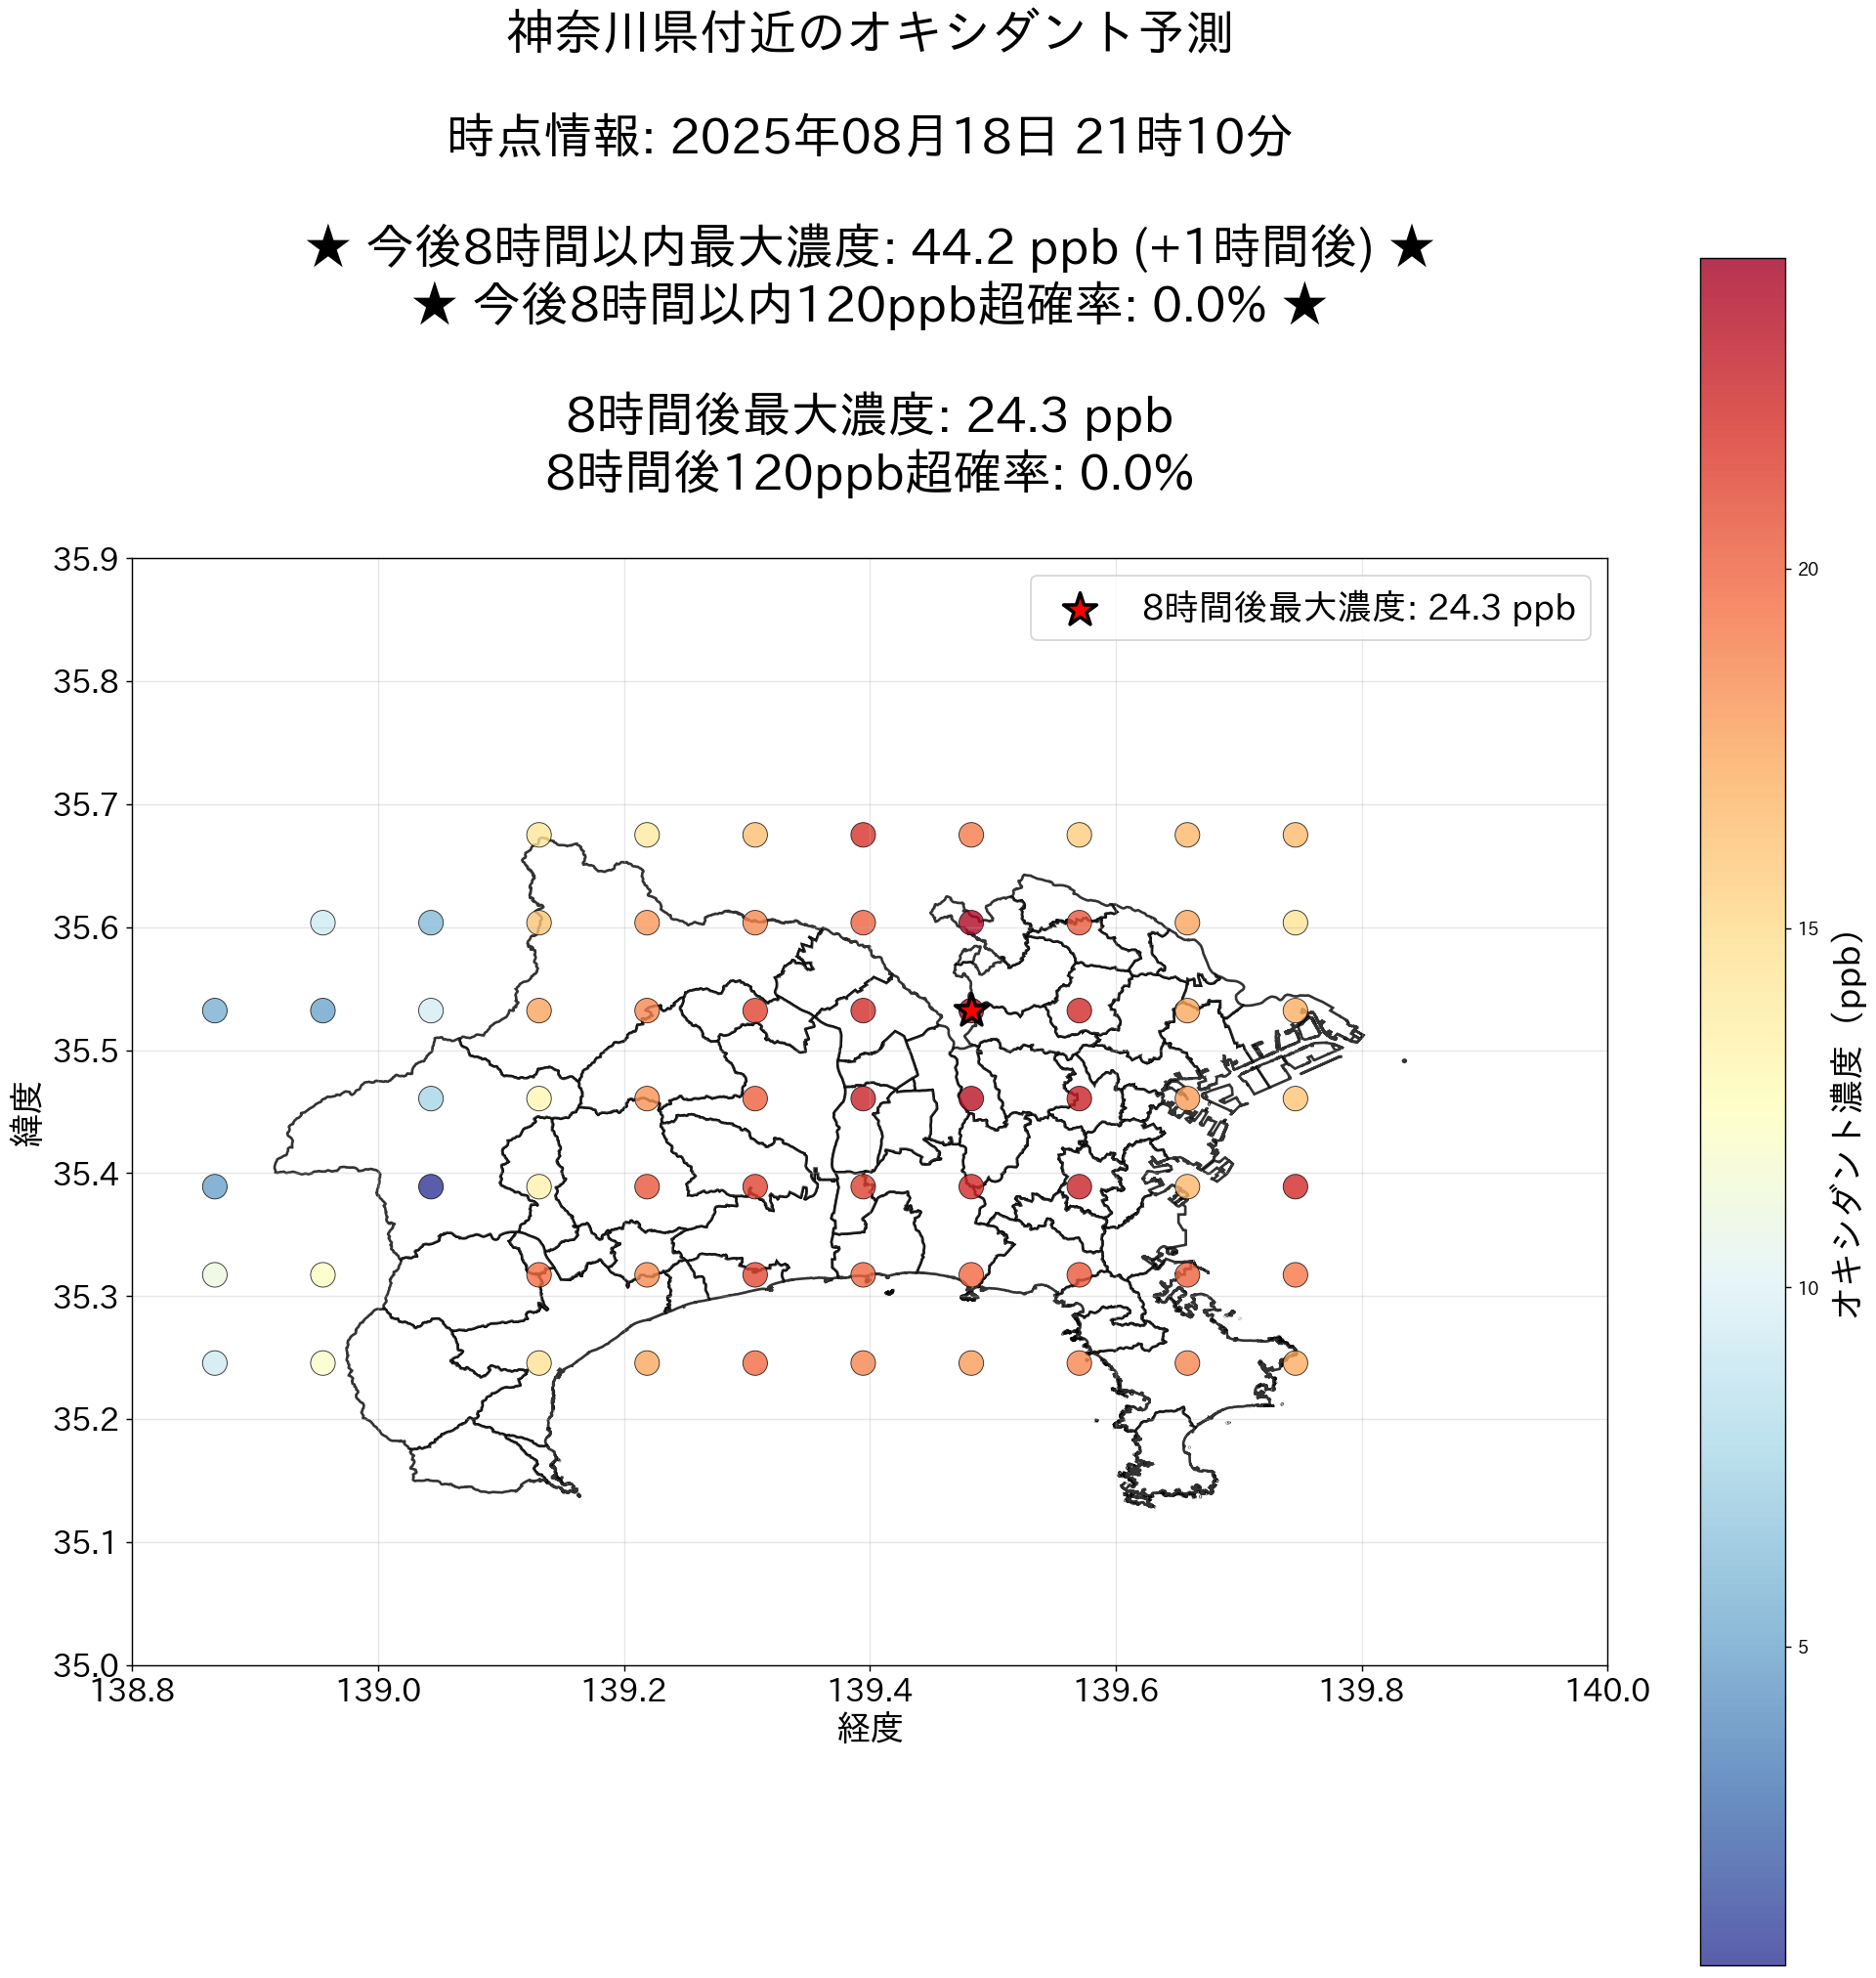 神奈川県付近のオキシダント予測
時点情報: 2025年08月18日 21時10分
★ 今後8時間以内最大濃度: 44.2 ppb (+1時間後) ★
★ 今後8時間以内120ppb超確率: 0.0% ★
8時間後最大濃度: 24.3 ppb
8時間後120ppb超確率: 0.0%
8時間後最大濃度: 24.3 ppb
35.9
35.8
35.7
35.6
35.5
35.4
35.3
35.2
35.1
35.0
緯度
138.8
139.0
139.2
139.4
139.6
139.8
140.0
経度
20
15
10
5
オキシダント濃度（ppb）